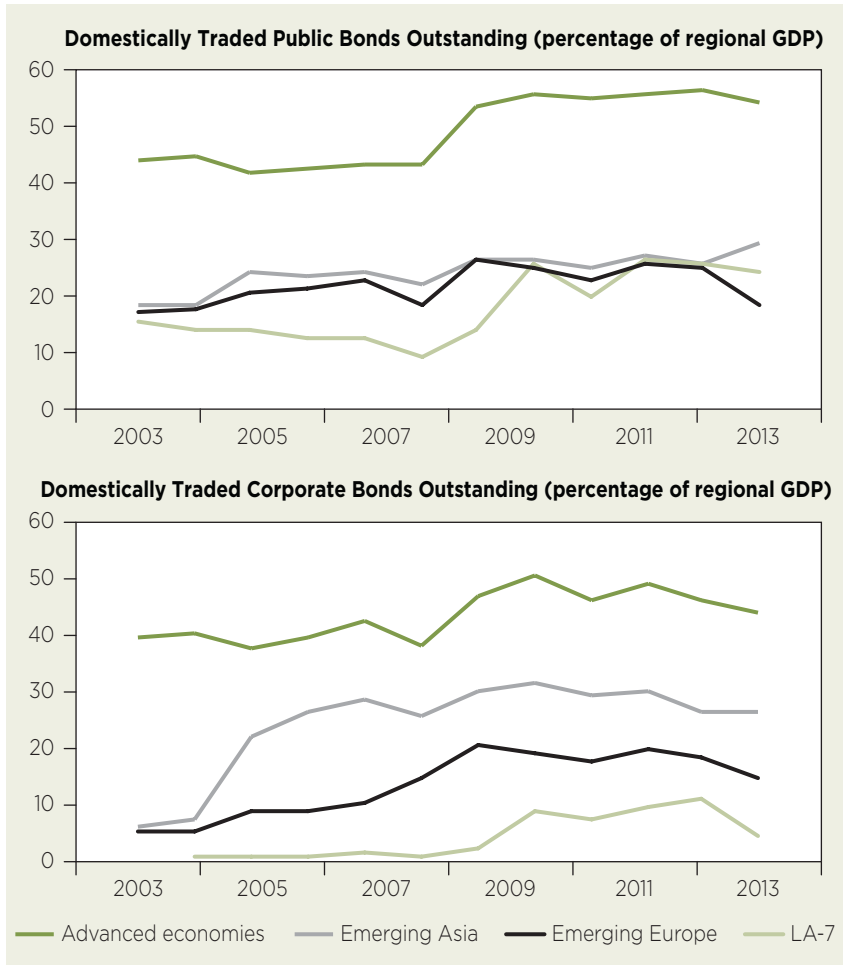 Domestically Traded Public Bonds Outstanding (percentage of regional GDP)
60
50
40
30
20
10
0
2003 2005 2007 2009 2011 2013
Domestically Traded Corporate Bonds Outstanding (percentage of regional GDP)
60
50
40
30
20
10
0
2003 2005 2007 2009 2011 2013
Advanced economies Emerging Asia Emerging Europe LA-7